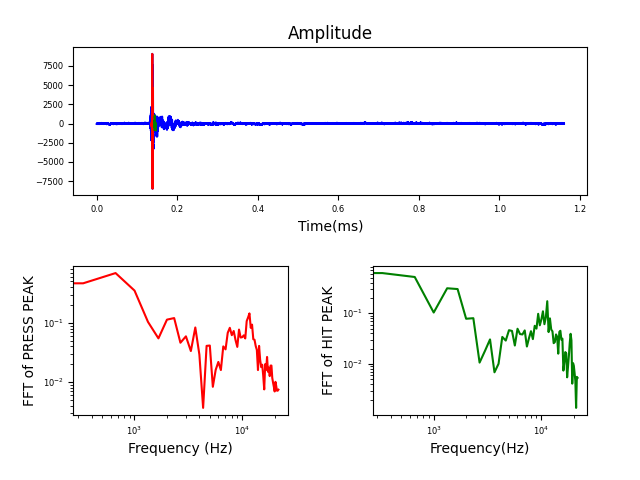 Amplitude
7500
5000
2500
0
−2500
−5000
−7500
0.0 0.2 0.4 0.6 0.8 1.0 1.2
Time(ms)
FFT of PRESS PEAK
10⁻¹
10⁻²
10³ 10⁴
Frequency (Hz)
FFT of HIT PEAK
10⁻¹
10⁻²
10³ 10⁴
Frequency(Hz)